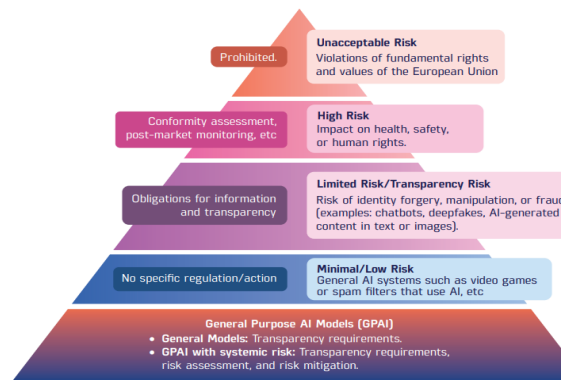 Prohibited.
Unacceptable Risk
Violations of fundamental rights
and values of the European Union
Conformity assessment,
post-market monitoring, etc
High Risk
Impact on health, safety,
or human rights.
Obligations for information
and transparency
Limited Risk/Transparency Risk
Risk of identity forgery, manipulation, or fraud
(examples: chatbots, deepfakes, AI-generated
content in text or images).
No specific regulation/action
Minimal/Low Risk
General AI systems such as video games
or spam filters that use AI, etc
General Purpose AI Models (GPAI)
• General Models: Transparency requirements.
• GPAI with systemic risk: Transparency requirements,
risk assessment, and risk mitigation.